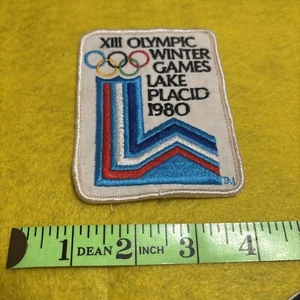 XIII OLYMPIC
WINTER
GAMES
LAKE
PLACID
1980
TM
1 DEAN 2 INCH 3 4